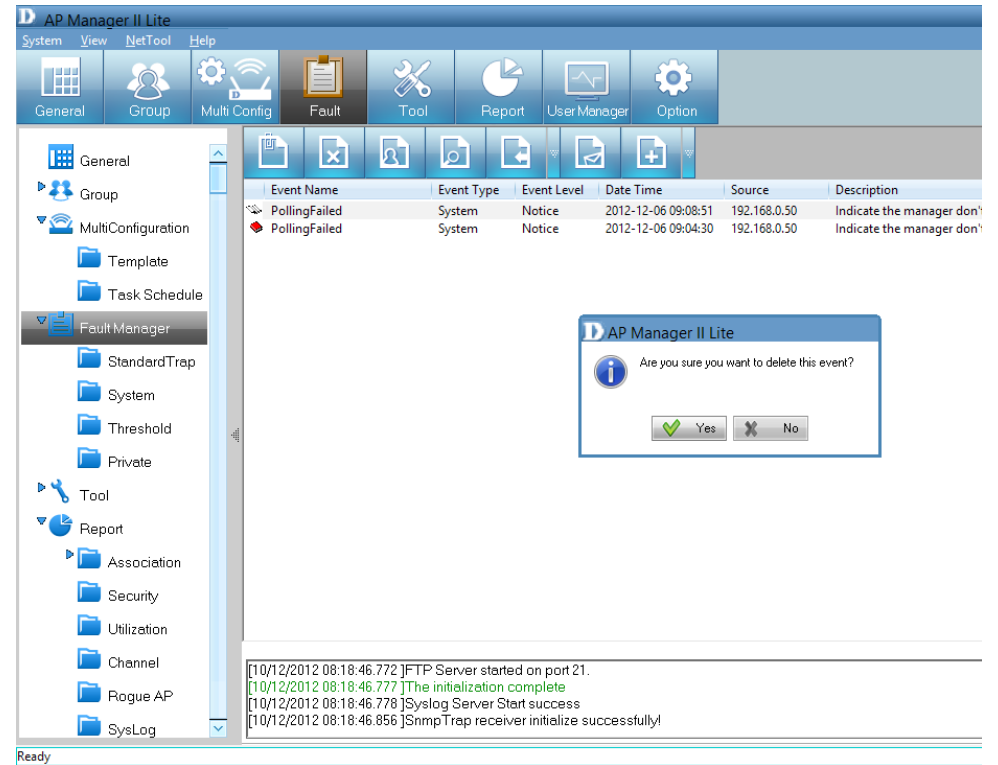 D AP Manager II Lite
System View NetTool Help
General Group Multi Config Fault Tool Report User Manager Option
General
Group
MultiConfiguration
Template
Task Schedule
Fault Manager
StandardTrap
System
Threshold
Private
Tool
Report
Association
Security
Utilization
Channel
Rogue AP
SysLog
Event Name Event Type Event Level Date Time Source Description
PollingFailed System Notice 2012-12-06 09:08:51 192.168.0.50 Indicate the manager don't
PollingFailed System Notice 2012-12-06 09:04:30 192.168.0.50 Indicate the manager don't
D AP Manager II Lite
Are you sure you want to delete this event?
Yes No
[10/12/2012 08:18:46.772 ]FTP Server started on port 21.
[10/12/2012 08:18:46.777 ]The initialization complete
[10/12/2012 08:18:46.778 ]Syslog Server Start success
[10/12/2012 08:18:46.856 ]SnmpTrap receiver initialize successfully!
Ready